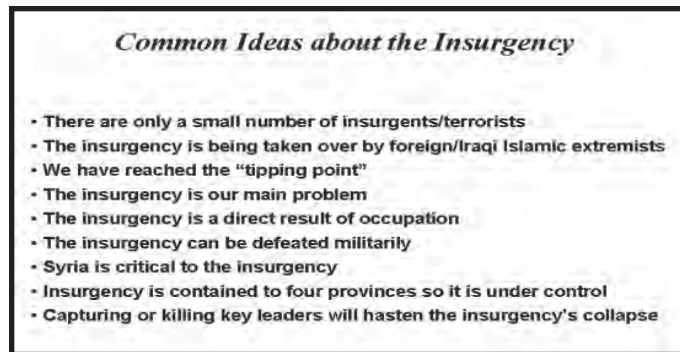 Common Ideas about the Insurgency
• There are only a small number of insurgents/terrorists
• The insurgency is being taken over by foreign/Iraqi Islamic extremists
• We have reached the “tipping point”
• The insurgency is our main problem
• The insurgency is a direct result of occupation
• The insurgency can be defeated militarily
• Syria is critical to the insurgency
• Insurgency is contained to four provinces so it is under control
• Capturing or killing key leaders will hasten the insurgency's collapse